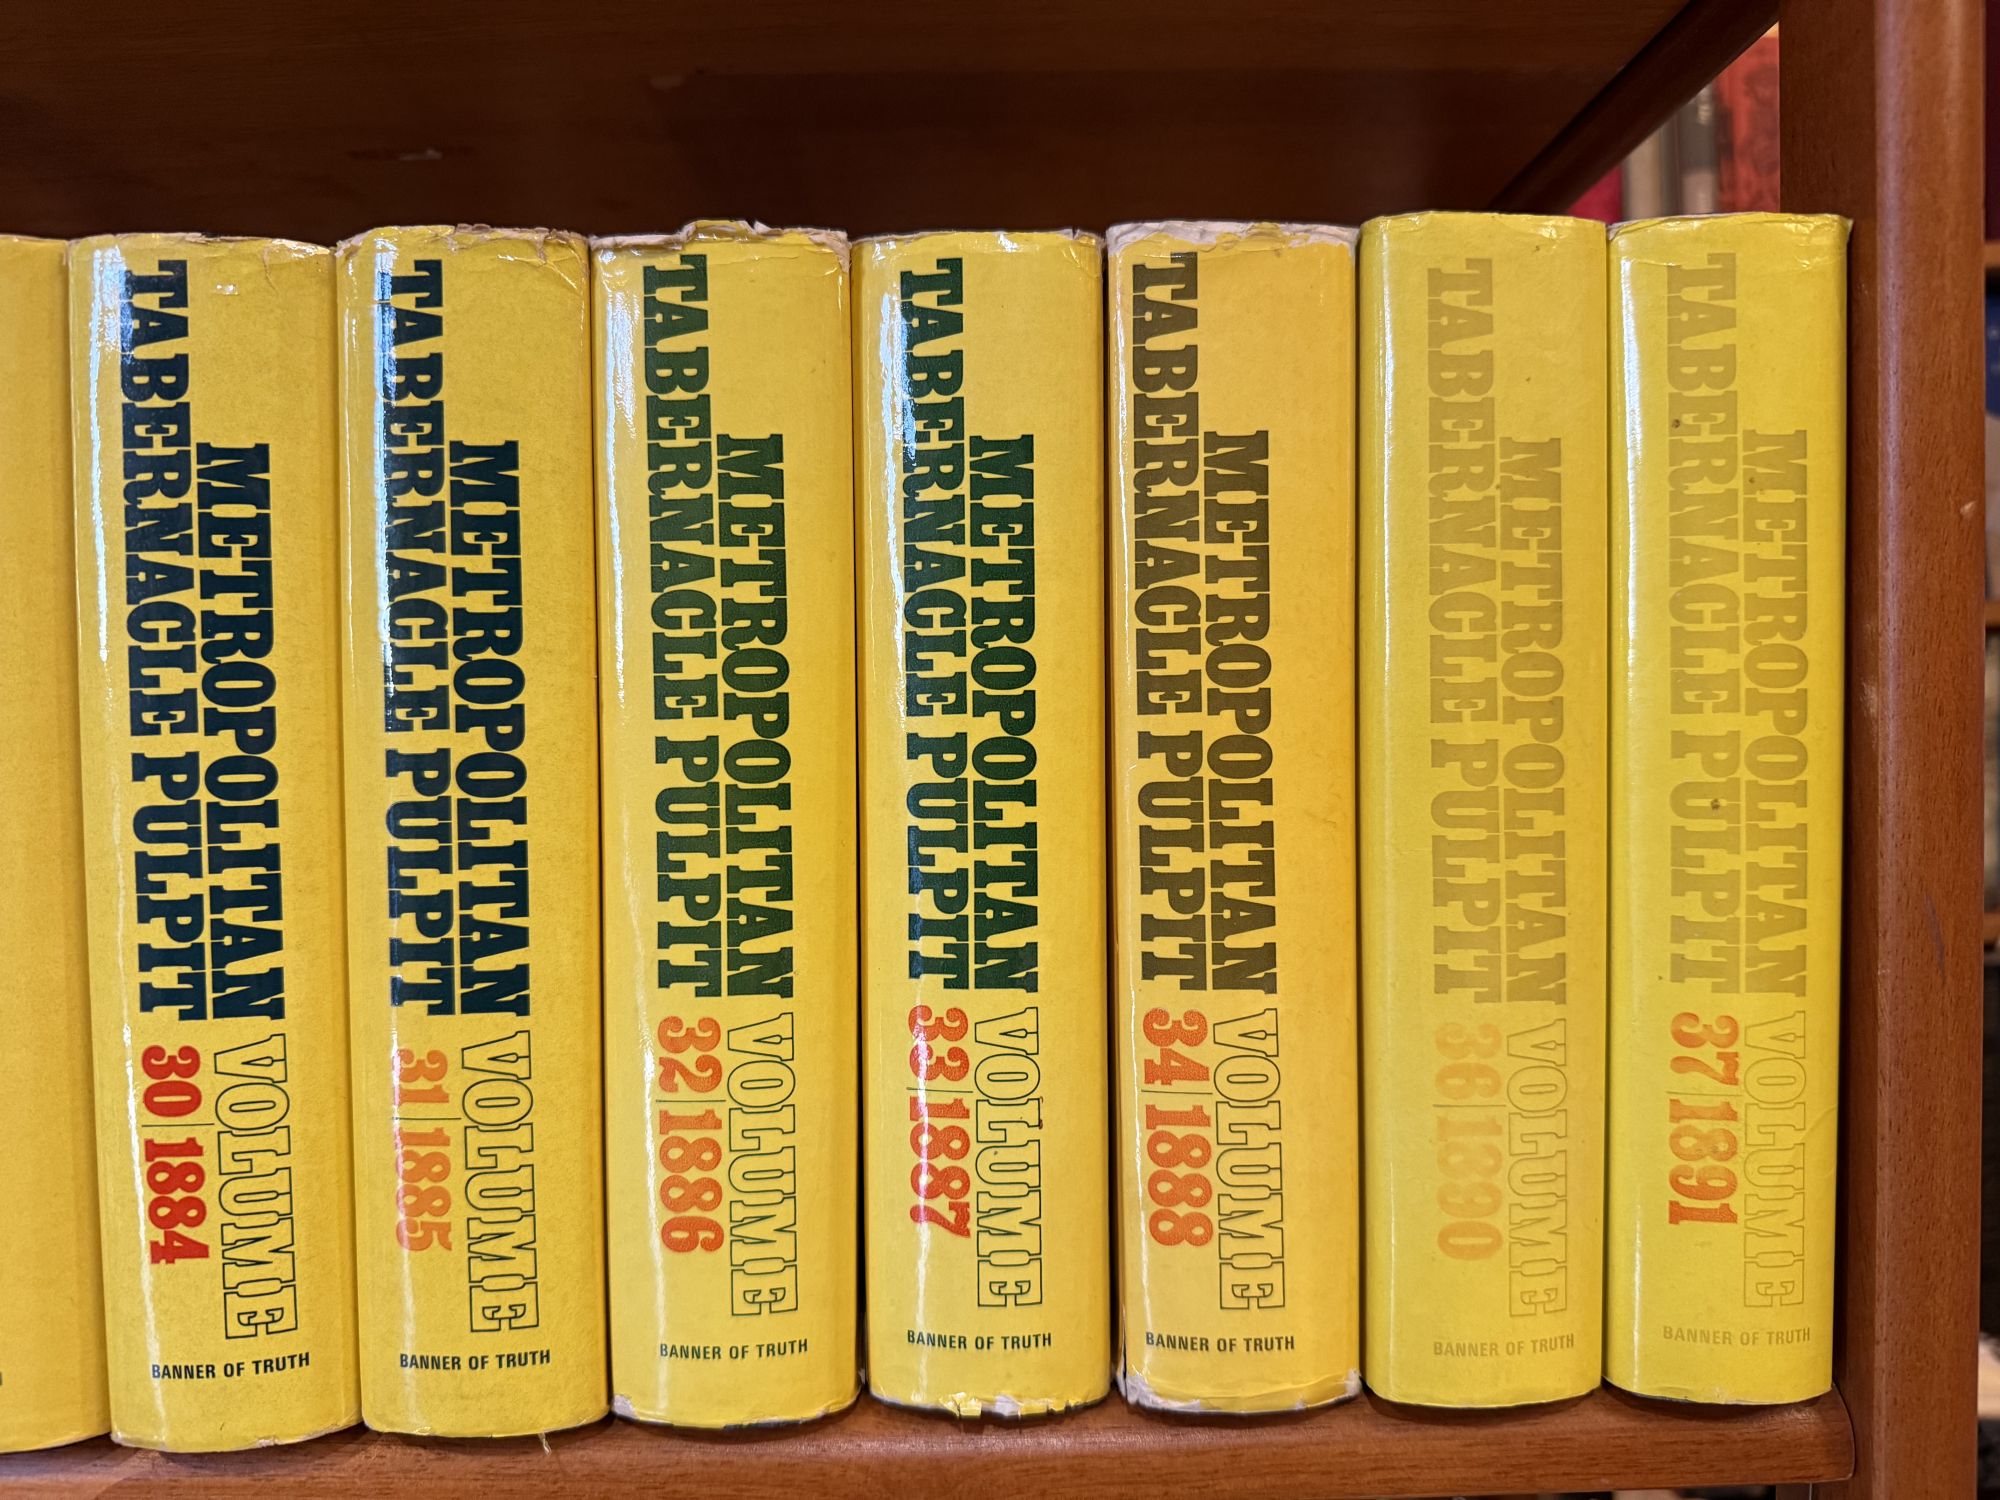 METROPOLITAN VOLUME
TABERNACLE PULPIT 30/1884
BANNER OF TRUTH
METROPOLITAN VOLUME
TABERNACLE PULPIT 31/1885
BANNER OF TRUTH
METROPOLITAN VOLUME
TABERNACLE PULPIT 32/1886
BANNER OF TRUTH
METROPOLITAN VOLUME
TABERNACLE PULPIT 33/1887
BANNER OF TRUTH
METROPOLITAN VOLUME
TABERNACLE PULPIT 34/1888
BANNER OF TRUTH
METROPOLITAN VOLUME
TABERNACLE PULPIT 36/1890
BANNER OF TRUTH
METROPOLITAN VOLUME
TABERNACLE PULPIT 37/1891
BANNER OF TRUTH